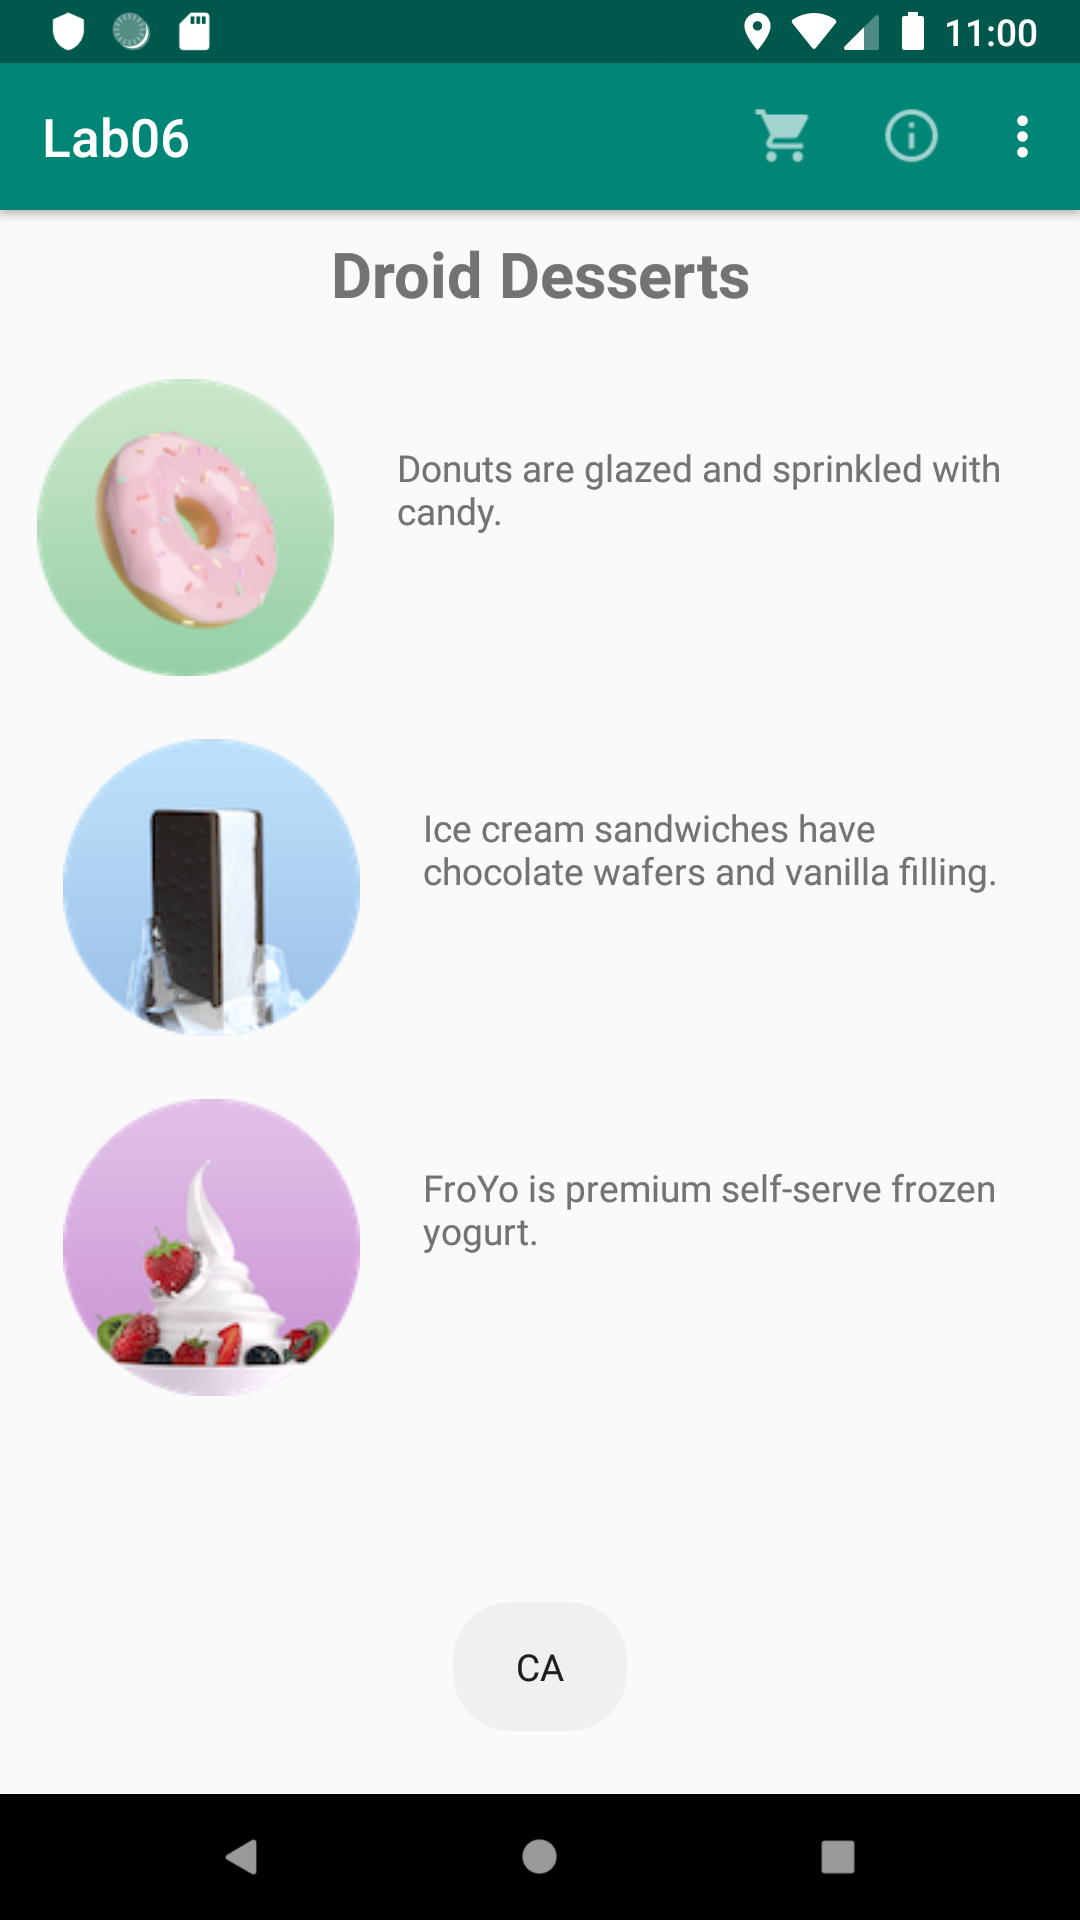 11:00
Lab06
Droid Desserts
Donuts are glazed and sprinkled with
candy.
Ice cream sandwiches have
chocolate wafers and vanilla filling.
FroYo is premium self-serve frozen
yogurt.
CA